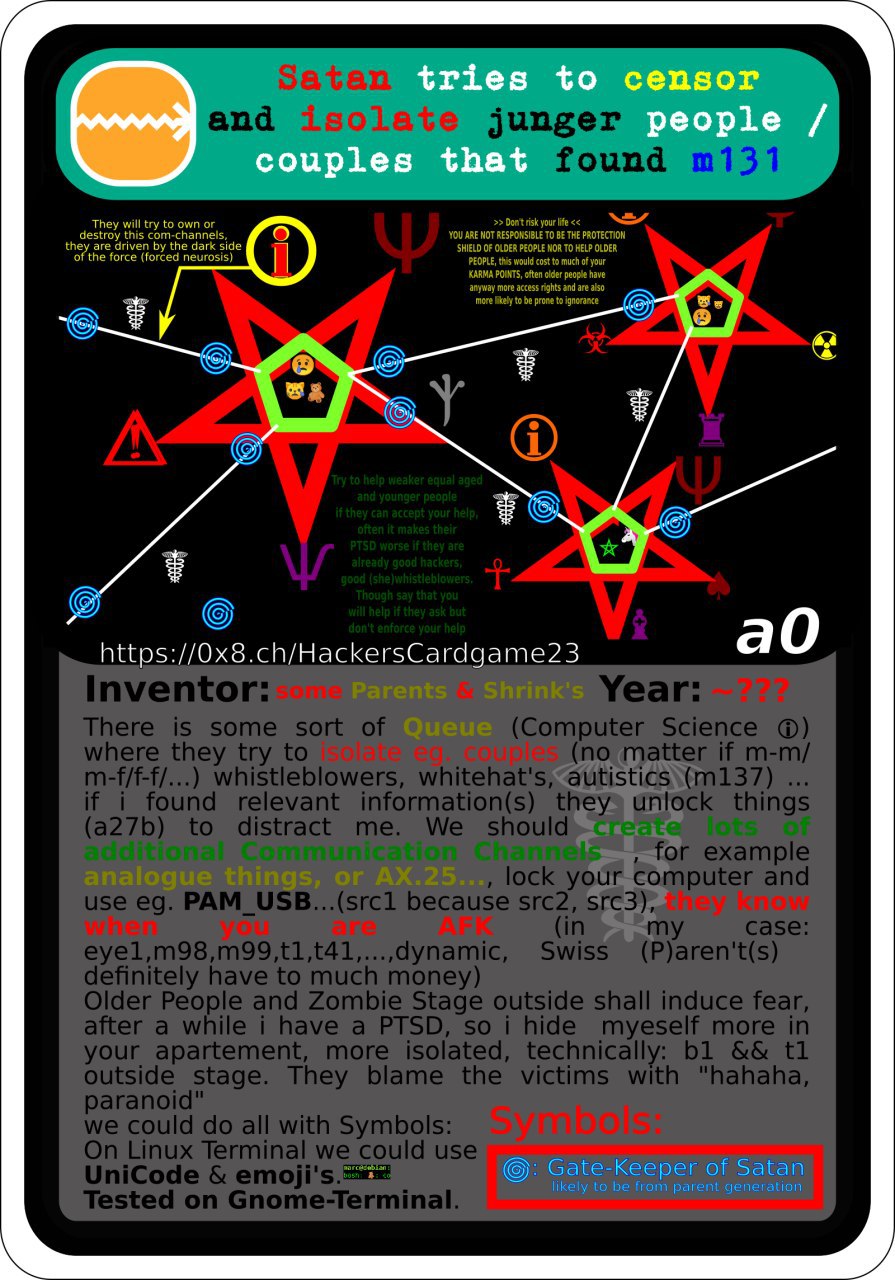 Satan tries to censor
and isolate junger people /
couples that found m131
They will try to own or
destroy this com-channels,
they are driven by the dark side
of the force (forced neurosis)
i
>> Don't risk your life <<
YOU ARE NOT RESPONSIBLE TO BE THE PROTECTION
SHIELD OF OLDER PEOPLE NOR TO HELP OLDER
PEOPLE, this would cost to much of your
KARMA POINTS, often older people have
anyway more access rights and are also
more likely to be prone to ignorance
i
Try to help weaker equal aged
and younger people
if they can accept your help,
often it makes their
PTSD worse if they are
already good hackers,
good (she)whistleblowers.
Though say that you
will help if they ask but
don't enforce your help
https://0x8.ch/HackersCardgame23
a0
Inventor: some Parents & Shrink's Year: ~???
There is some sort of Queue (Computer Science ⓘ)
where they try to isolate eg. couples (no matter if m-m/
m-f/f-f/...) whistleblowers, whitehat's, autistics (m137) ...
if i found relevant information(s) they unlock things
(a27b) to distract me. We should create lots of
additional Communication Channels , for example
analogue things, or AX.25..., lock your computer and
use eg. PAM_USB...(src1 because src2, src3), they know
when you are AFK (in my case:
eye1,m98,m99,t1,t41,...,dynamic, Swiss (P)aren't(s)
definitely have to much money)
Older People and Zombie Stage outside shall induce fear,
after a while i have a PTSD, so i hide myeself more in
your apartement, more isolated, technically: b1 && t1
outside stage. They blame the victims with "hahaha,
paranoid"
we could do all with Symbols:
On Linux Terminal we could use
UniCode & emoji's.
Tested on Gnome-Terminal.
Symbols:
: Gate-Keeper of Satan
likely to be from parent generation